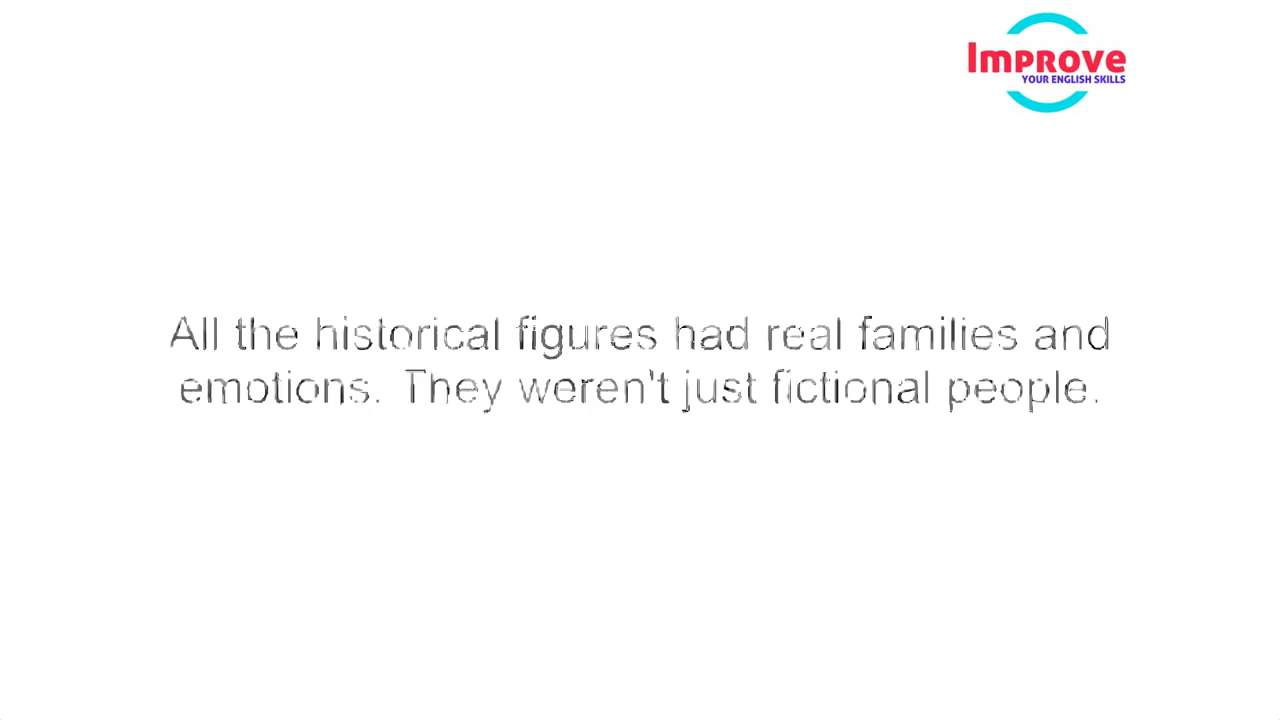 Improve
YOUR ENGLISH SKILLS
All the historical figures had real families and
emotions. They weren't just fictional people.